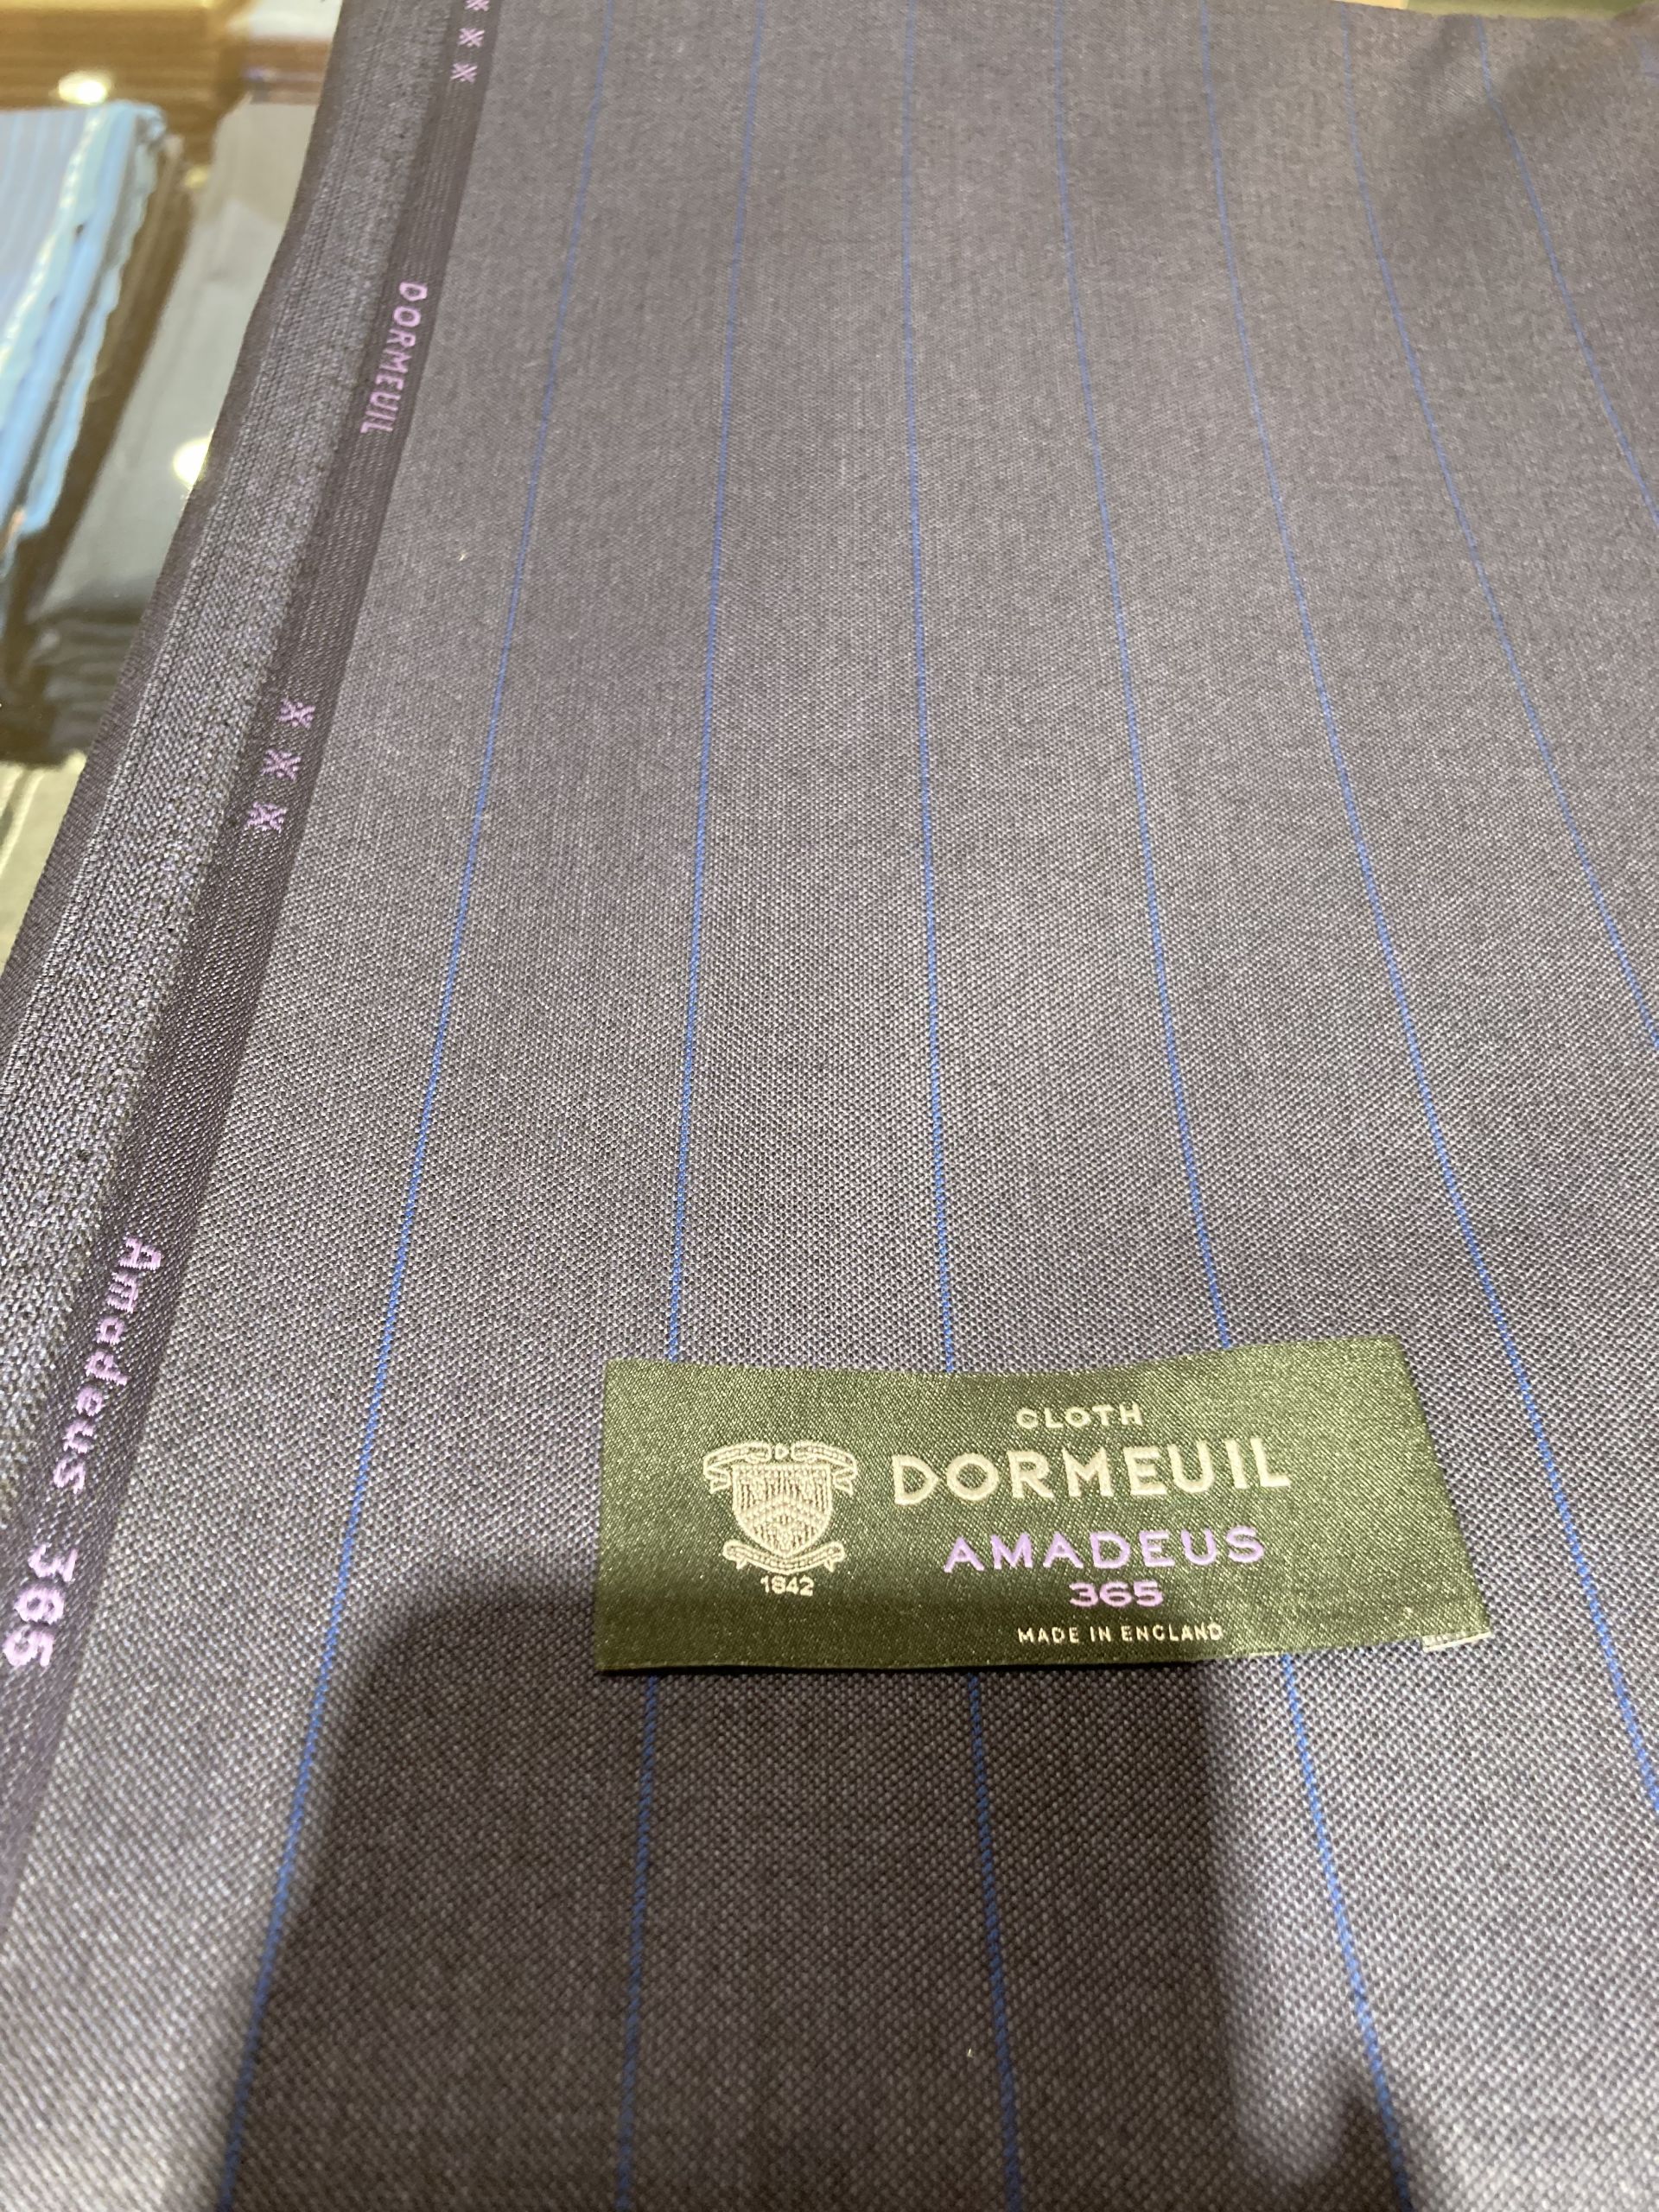 DORMEUIL
Amadeus 365
CLOTH
DORMEUIL
AMADEUS
365
MADE IN ENGLAND
D
1842